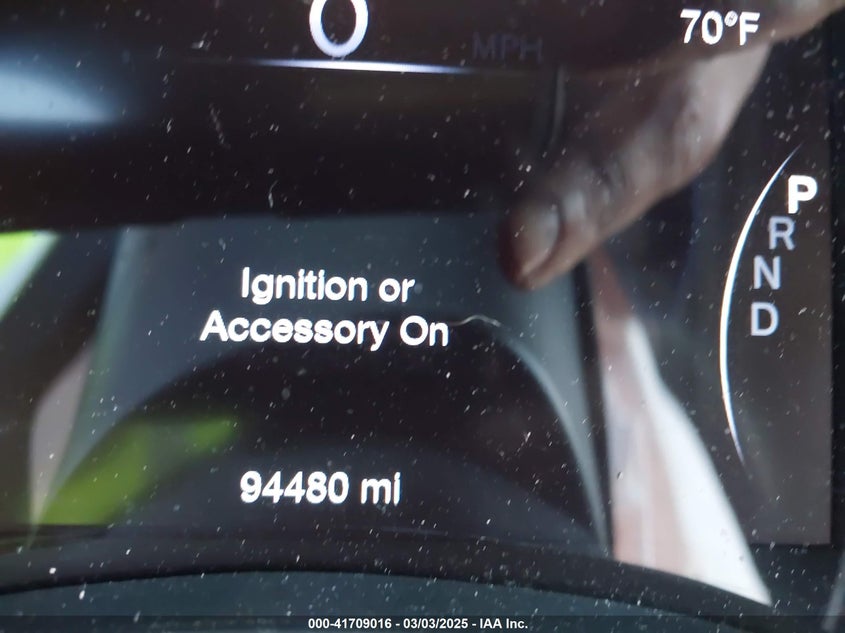 0 MPH 70°F
P
R
N
D
Ignition or
Accessory On
94480 mi
000-41709016 - 03/03/2025 - IAA Inc.